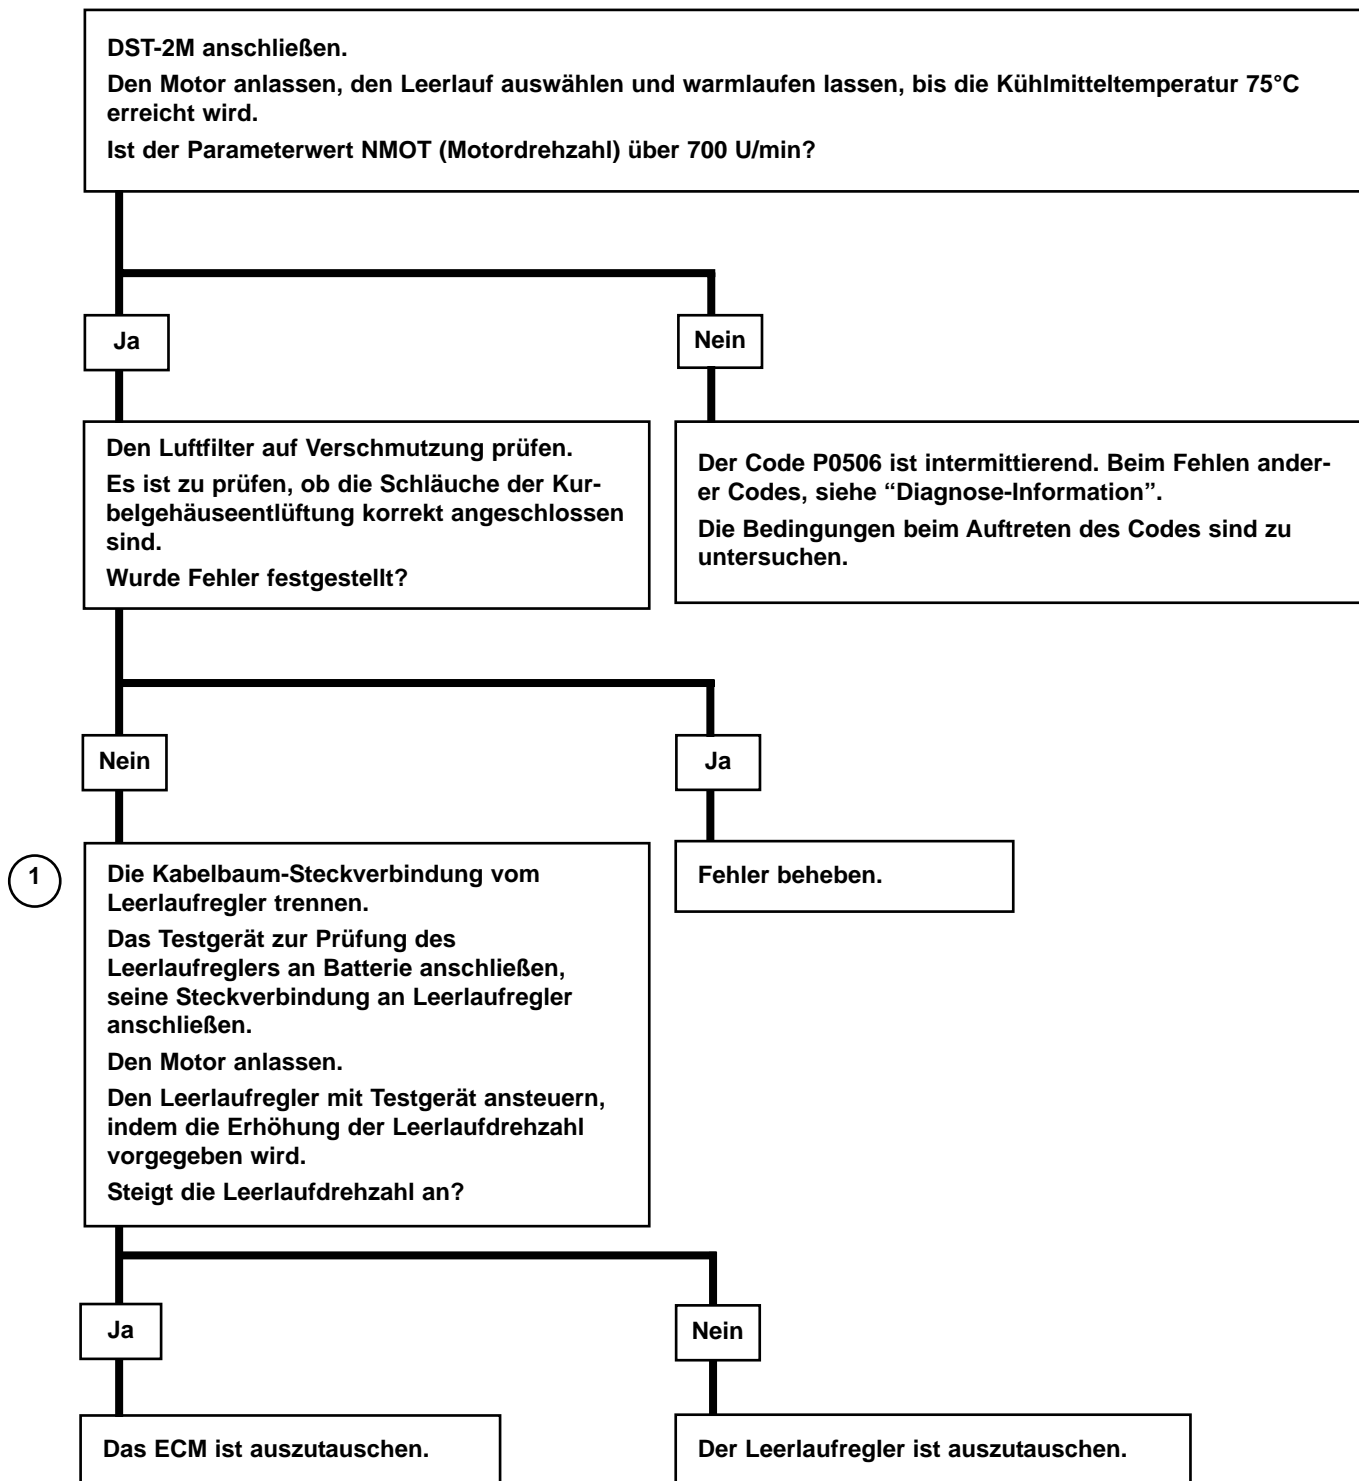 DST-2M anschließen.
Den Motor anlassen, den Leerlauf auswählen und warmlaufen lassen, bis die Kühlmitteltemperatur 75°C
erreicht wird.
Ist der Parameterwert NMOT (Motordrehzahl) über 700 U/min?
Ja
Nein
Den Luftfilter auf Verschmutzung prüfen.
Es ist zu prüfen, ob die Schläuche der Kur-
belgehäuseentlüftung korrekt angeschlossen
sind.
Wurde Fehler festgestellt?
Der Code P0506 ist intermittierend. Beim Fehlen ander-
er Codes, siehe “Diagnose-Information”.
Die Bedingungen beim Auftreten des Codes sind zu
untersuchen.
Nein
Ja
1
Die Kabelbaum-Steckverbindung vom
Leerlaufregler trennen.
Das Testgerät zur Prüfung des
Leerlaufreglers an Batterie anschließen,
seine Steckverbindung an Leerlaufregler
anschließen.
Den Motor anlassen.
Den Leerlaufregler mit Testgerät ansteuern,
indem die Erhöhung der Leerlaufdrehzahl
vorgegeben wird.
Steigt die Leerlaufdrehzahl an?
Fehler beheben.
Ja
Nein
Das ECM ist auszutauschen.
Der Leerlaufregler ist auszutauschen.